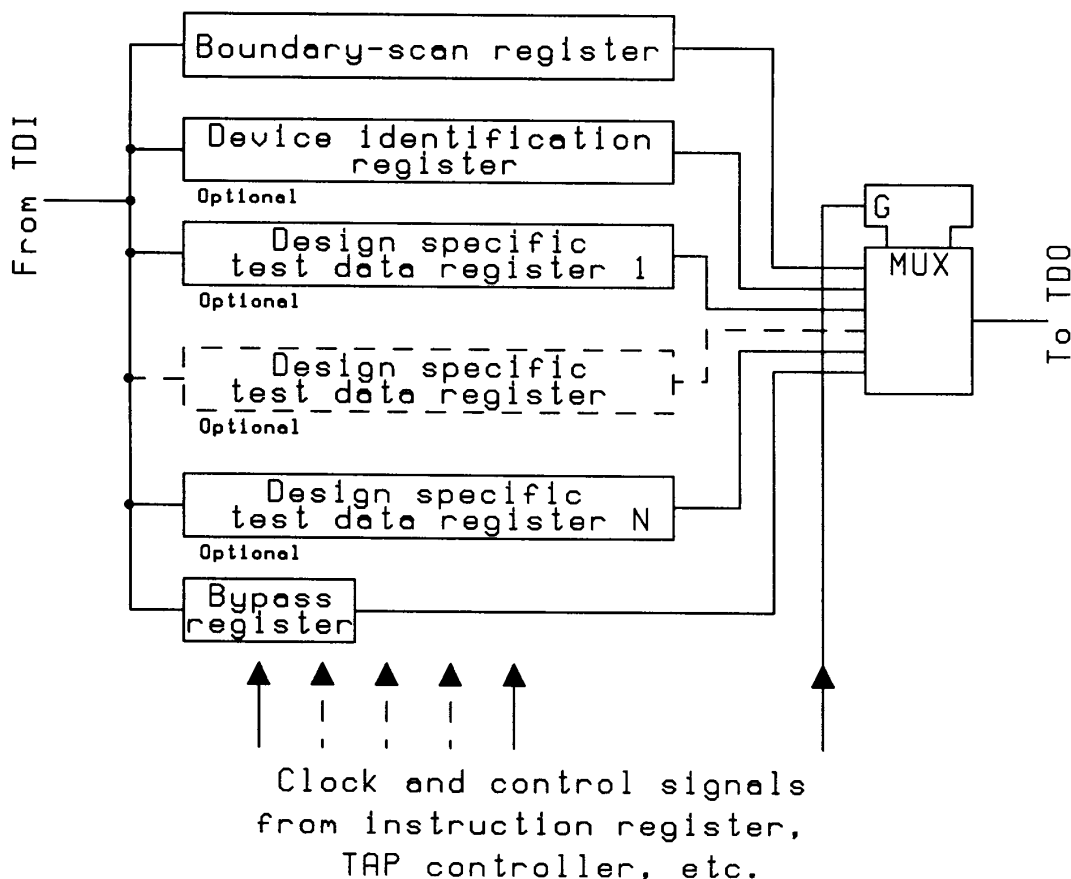 Boundary-scan register
From TDI
Device identification
register
Optional
Design specific
test data register 1
Optional
Design specific
test data register
Optional
Design specific
test data register N
Optional
Bypass
register
G
MUX
To TDO
Clock and control signals
from instruction register,
TAP controller, etc.